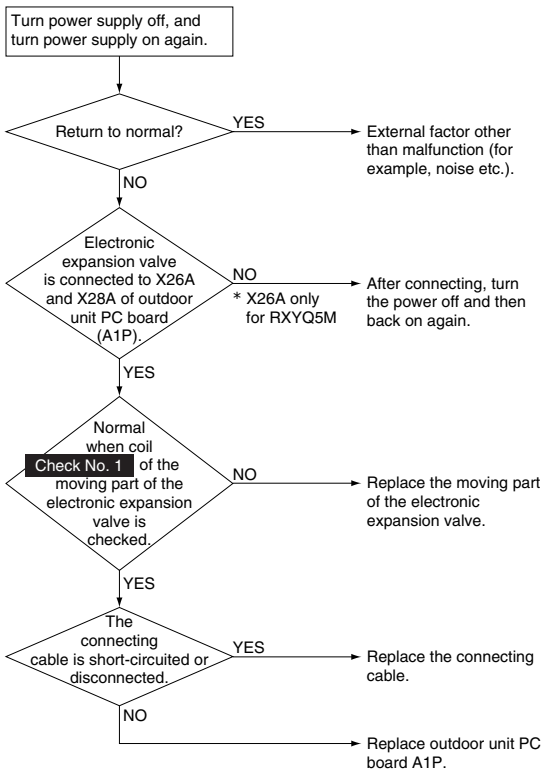 Turn power supply off, and
turn power supply on again.
Return to normal?
YES
External factor other
than malfunction (for
example, noise etc.).
NO
Electronic
expansion valve
is connected to X26A
and X28A of outdoor
unit PC board
(A1P).
NO
* X26A only
for RXYQ5M
After connecting, turn
the power off and then
back on again.
YES
Normal
when coil
Check No. 1 of the
moving part of the
electronic expansion
valve is
checked.
NO
Replace the moving part
of the electronic
expansion valve.
YES
The
connecting
cable is short-circuited or
disconnected.
YES
Replace the connecting
cable.
NO
Replace outdoor unit PC
board A1P.